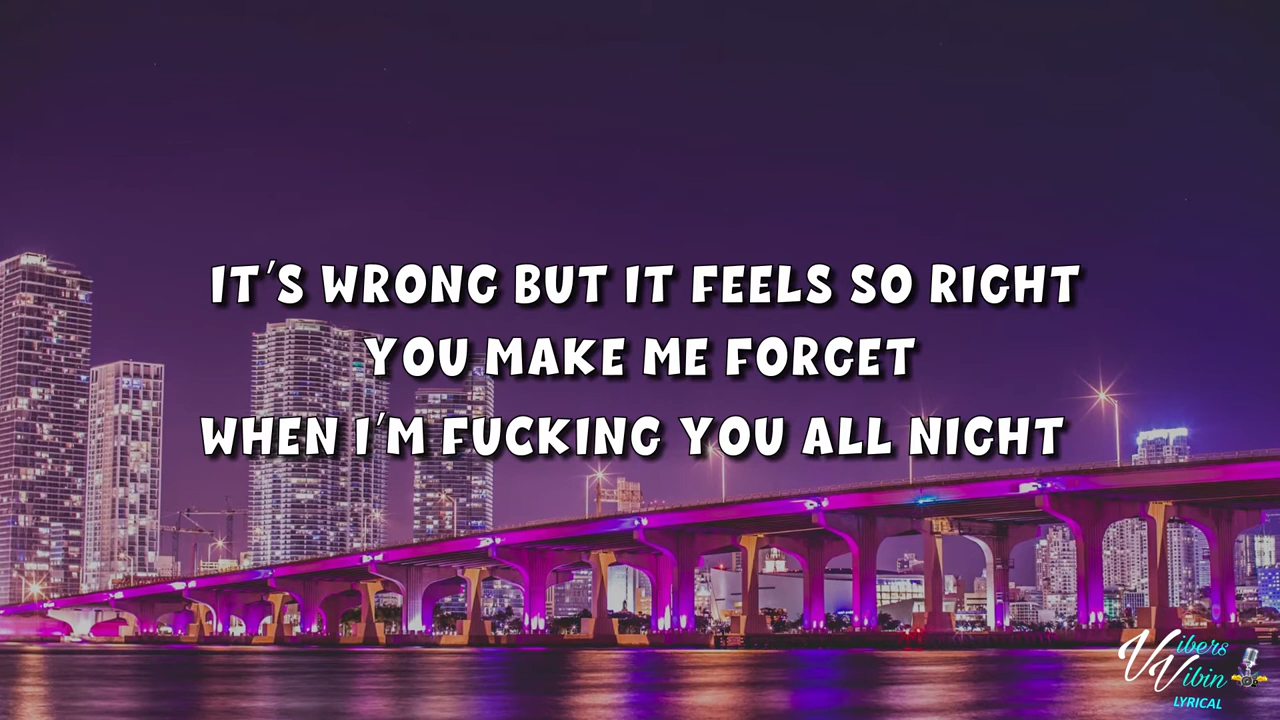 IT'S WRONG BUT IT FEELS SO RIGHT
YOU MAKE ME FORGET
WHEN I'M FUCKING YOU ALL NIGHT
Vibers
Vibin
LYRICAL